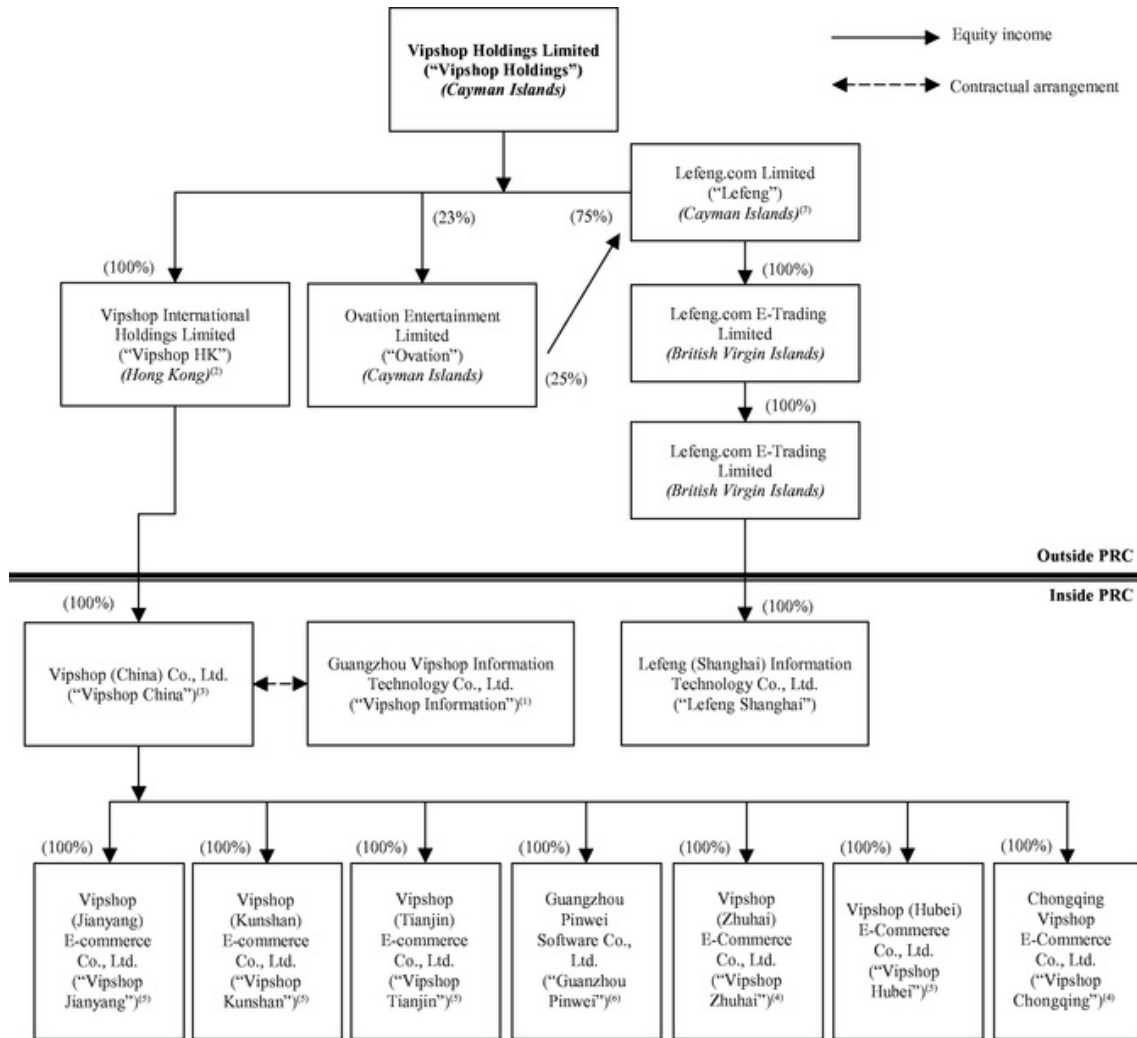 Vipshop Holdings Limited
(“Vipshop Holdings”)
(Cayman Islands)
Equity income
Contractual arrangement
Lefeng.com Limited
(“Lefeng”)
(Cayman Islands)(7)
(23%)
(75%)
(100%)
(100%)
Vipshop International
Holdings Limited
(“Vipshop HK”)
(Hong Kong)(2)
Ovation Entertainment
Limited
(“Ovation”)
(Cayman Islands)
(25%)
Lefeng.com E-Trading
Limited
(British Virgin Islands)
(100%)
Lefeng.com E-Trading
Limited
(British Virgin Islands)
Outside PRC
Inside PRC
(100%)
(100%)
Vipshop (China) Co., Ltd.
(“Vipshop China”)(3)
Guangzhou Vipshop Information
Technology Co., Ltd.
(“Vipshop Information”)(1)
Lefeng (Shanghai) Information
Technology Co., Ltd.
(“Lefeng Shanghai”)
(100%)
(100%)
(100%)
(100%)
(100%)
(100%)
(100%)
Vipshop
(Jianyang)
E-commerce
Co., Ltd.
(“Vipshop
Jianyang”)(5)
Vipshop
(Kunshan)
E-commerce
Co., Ltd.
(“Vipshop
Kunshan”)(5)
Vipshop
(Tianjin)
E-commerce
Co., Ltd.
(“Vipshop
Tianjin”)(5)
Guangzhou
Pinwei
Software Co.,
Ltd.
(“Guanzhou
Pinwei”)(6)
Vipshop
(Zhuhai)
E-Commerce
Co., Ltd.
(“Vipshop
Zhuhai”)(4)
Vipshop (Hubei)
E-Commerce
Co., Ltd.
(“Vipshop
Hubei”)(5)
Chongqing
Vipshop
E-Commerce
Co., Ltd.
(“Vipshop
Chongqing”)(4)